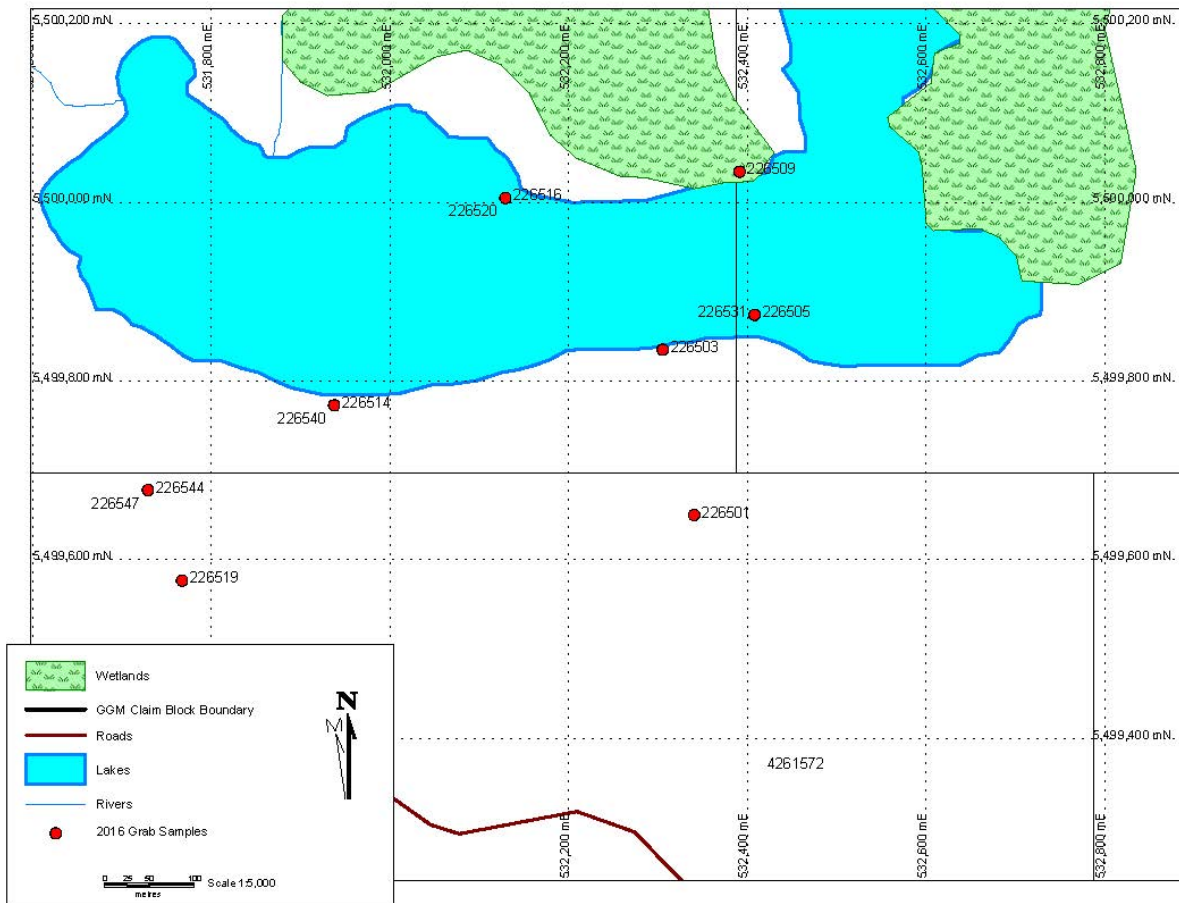 5,500,200 mN.
5,500,200 mN.
531,800 mE
532,000 mE
532,200 mE
532,400 mE
532,600 mE
532,800 mE
226509
226516
226520
5,500,000 mN.
5,500,000 mN.
226531
226505
226503
5,499,800 mN.
5,499,800 mN.
226514
226540
226544
226547
226501
5,499,600 mN.
5,499,600 mN.
226519
Wetlands
GGM Claim Block Boundary
Roads
Lakes
Rivers
2016 Grab Samples
0 25 50 100
metres
Scale 1:5,000
N
M
5,499,400 mN.
4261572
532,200 mE
532,400 mE
532,600 mE
532,800 mE